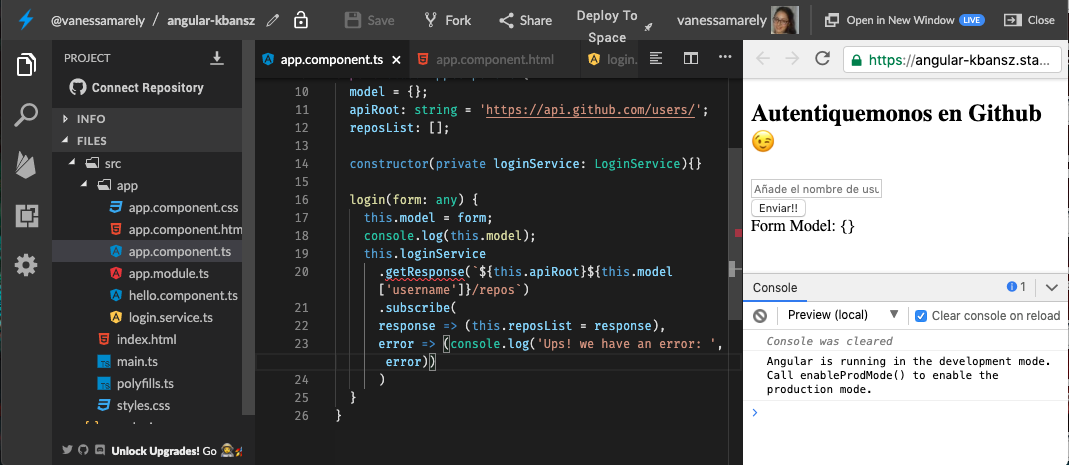 @vanessamarely / angular-kbansz Save Fork Share Deploy To Space vanessamarely Open in New Window LIVE Close
PROJECT
Connect Repository
INFO
FILES
src
app
app.component.css
app.component.htm
app.component.ts
app.module.ts
hello.component.ts
login.service.ts
index.html
main.ts
polyfills.ts
styles.css
Unlock Upgrades! Go
app.component.ts × app.component.html login.
10 model = {};
11 apiRoot: string = 'https://api.github.com/users/';
12 reposList: [];
13
14 constructor(private loginService: LoginService){}
15
16 login(form: any) {
17 this.model = form;
18 console.log(this.model);
19 this.loginService
20 .getResponse(`${this.apiRoot}${this.model
['username']}/repos`)
21 .subscribe(
22 response => (this.reposList = response),
23 error => (console.log('Ups! we have an error: ',
error))
24 )
25 }
26 }
https://angular-kbansz.sta...
Autentiquemonos en Github
😉
Añade el nombre de usu
Enviar!!
Form Model: {}
Console 1
Preview (local) ▼ Clear console on reload
Console was cleared
Angular is running in the development mode.
Call enableProdMode() to enable the
production mode.